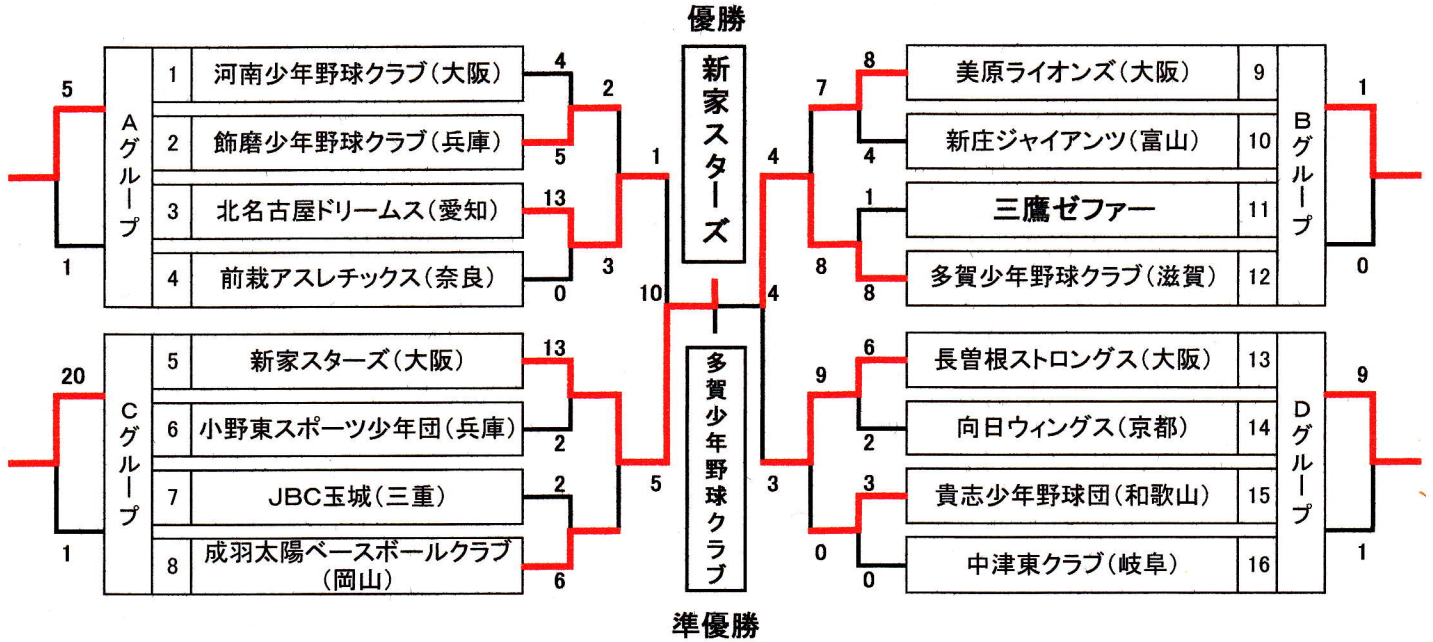 優勝
新家スターズ
準優勝
多賀少年野球クラブ
Aグループ
1 河南少年野球クラブ(大阪) 4
2 飾磨少年野球クラブ(兵庫) 5
3 北名古屋ドリームス(愛知) 13
4 前栽アスレチックス(奈良) 0
5
1
2
3
1
Cグループ
5 新家スターズ(大阪) 13
6 小野東スポーツ少年団(兵庫) 2
7 JBC玉城(三重) 2
8 成羽太陽ベースボールクラブ
(岡山) 6
20
1
5
10
4
Bグループ
8 美原ライオンズ(大阪) 9
4 新庄ジャイアンツ(富山) 10
1 三鷹ゼファー 11
8 多賀少年野球クラブ(滋賀) 12
7
8
4
1
0
Dグループ
6 長曽根ストロングス(大阪) 13
2 向日ウィングス(京都) 14
3 貴志少年野球団(和歌山) 15
0 中津東クラブ(岐阜) 16
9
0
3
9
1